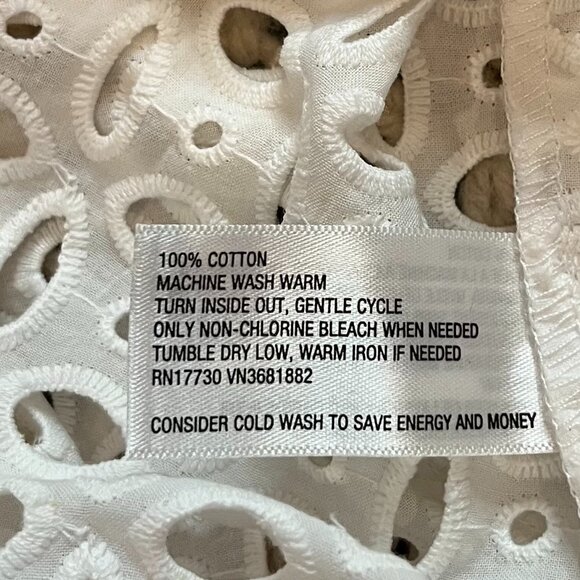 100% COTTON
MACHINE WASH WARM
TURN INSIDE OUT, GENTLE CYCLE
ONLY NON-CHLORINE BLEACH WHEN NEEDED
TUMBLE DRY LOW, WARM IRON IF NEEDED
RN17730 VN3681882
CONSIDER COLD WASH TO SAVE ENERGY AND MONEY